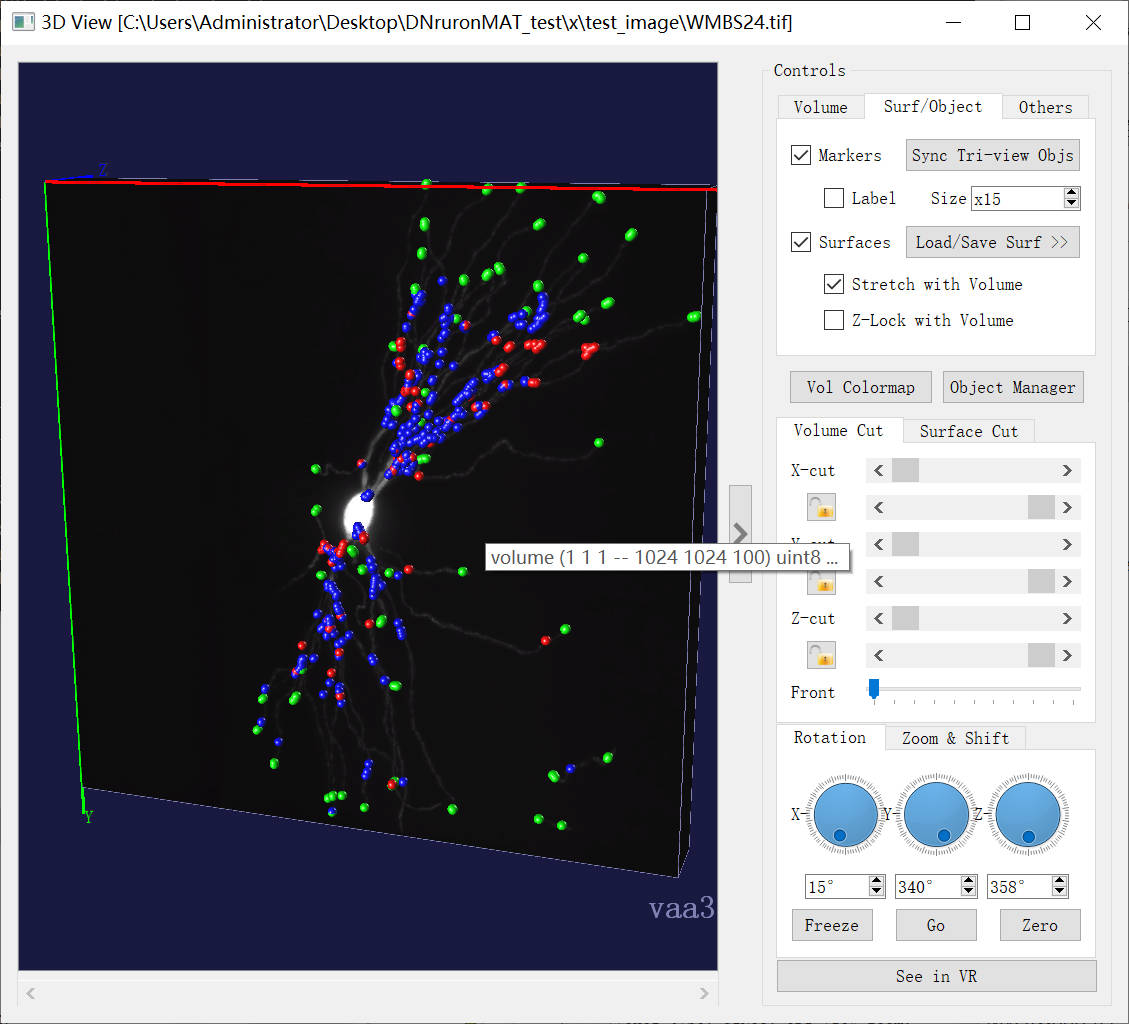 3D View [C:\Users\Administrator\Desktop\DNruronMAT_test\x\test_image\WMBS24.tif]
Controls
Volume Surf/Object Others
Markers Sync Tri-view Objs
Label Size x15
Surfaces Load/Save Surf >>
Stretch with Volume
Z-Lock with Volume
Vol Colormap Object Manager
Volume Cut Surface Cut
X-cut
volume (1 1 1 -- 1024 1024 100) uint8 ...
Z-cut
Front
Rotation Zoom & Shift
X- Y- Z-
15° 340° 358°
Freeze Go Zero
See in VR
Z
Y
vaa3